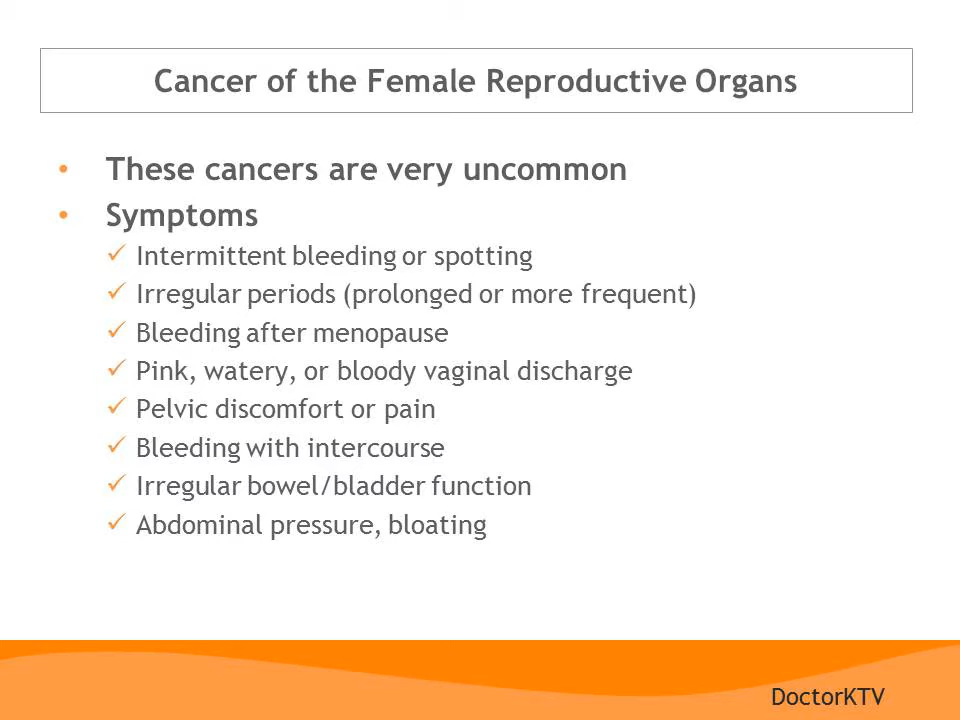 Cancer of the Female Reproductive Organs
• These cancers are very uncommon
• Symptoms
✓ Intermittent bleeding or spotting
✓ Irregular periods (prolonged or more frequent)
✓ Bleeding after menopause
✓ Pink, watery, or bloody vaginal discharge
✓ Pelvic discomfort or pain
✓ Bleeding with intercourse
✓ Irregular bowel/bladder function
✓ Abdominal pressure, bloating
DoctorKTV